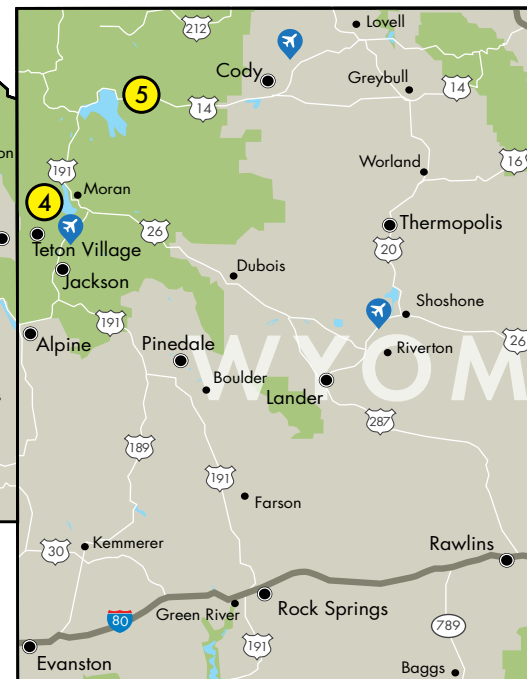 212
Lovell
Cody
5
Greybull
14
14
on
Worland
16
191
Moran
4
Thermopolis
26
Teton Village
20
Dubois
Jackson
Shoshone
191
Alpine
Pinedale
26
WYOM
Riverton
Boulder
Lander
287
189
191
Farson
Kemmerer
30
Rawlins
80
Green River
Rock Springs
789
191
Evanston
Baggs